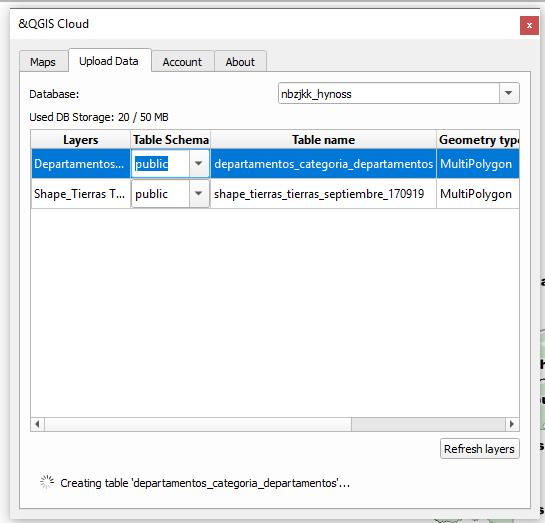 &QGIS Cloud
x
Maps Upload Data Account About
Database: nbzjkk_hynoss
Used DB Storage: 20 / 50 MB
Layers Table Schema Table name Geometry type
Departamentos... public departamentos_categoria_departamentos MultiPolygon
Shape_Tierras T... public shape_tierras_tierras_septiembre_170919 MultiPolygon
Refresh layers
Creating table 'departamentos_categoria_departamentos'...